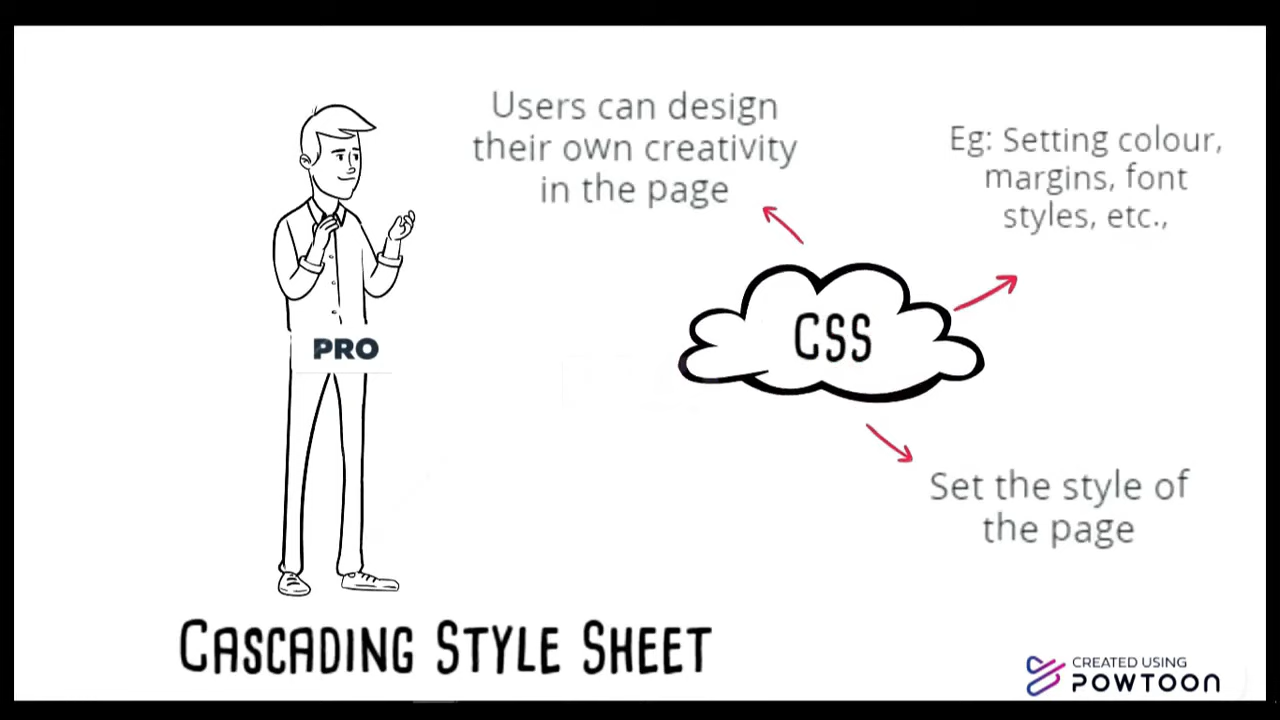 Users can design
their own creativity
in the page
Eg: Setting colour,
margins, font
styles, etc.,
CSS
PRO
Set the style of
the page
CASCADING STYLE SHEET
CREATED USING
POWTOON